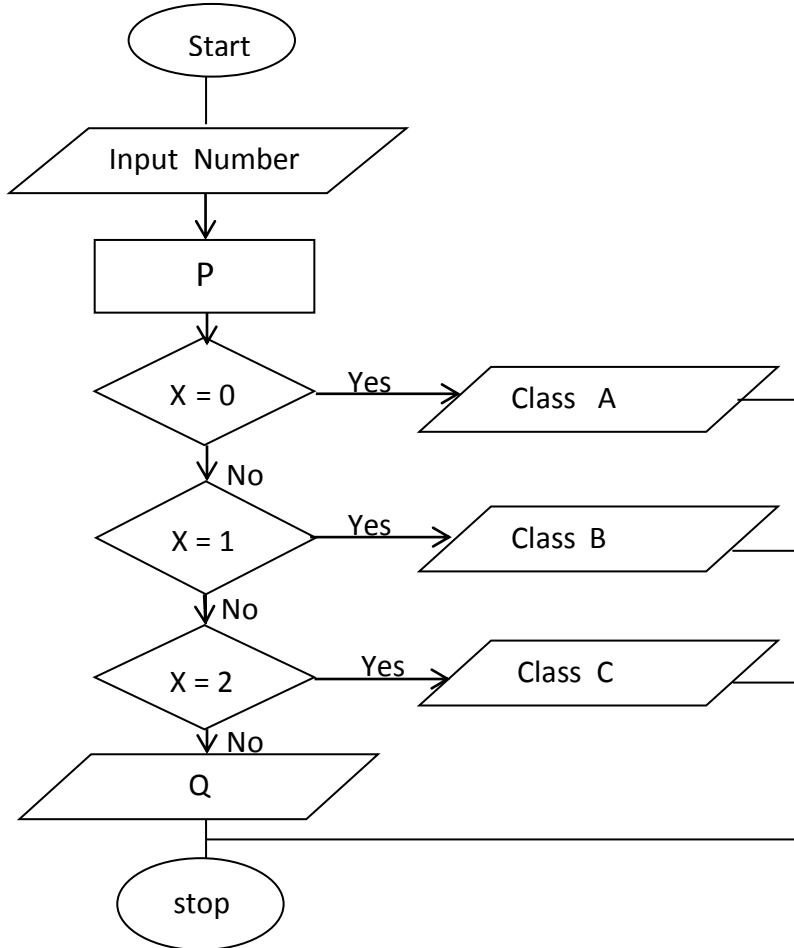 Start
Input Number
P
X = 0
Yes
Class A
No
X = 1
Yes
Class B
No
X = 2
Yes
Class C
No
Q
stop